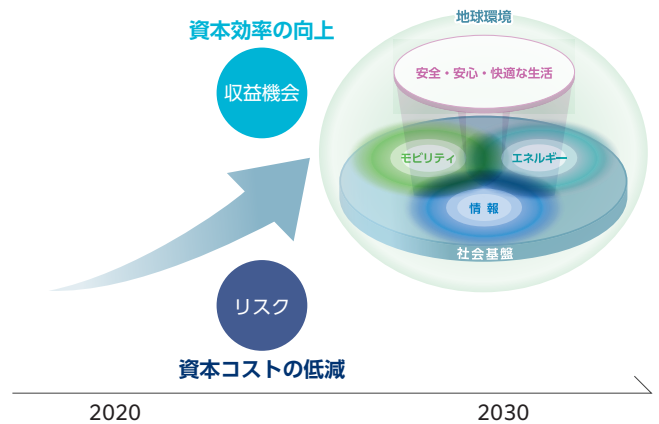 地球環境
資本効率の向上
収益機会
安全・安心・快適な生活
モビリティ
エネルギー
情報
社会基盤
リスク
資本コストの低減
2020
2030